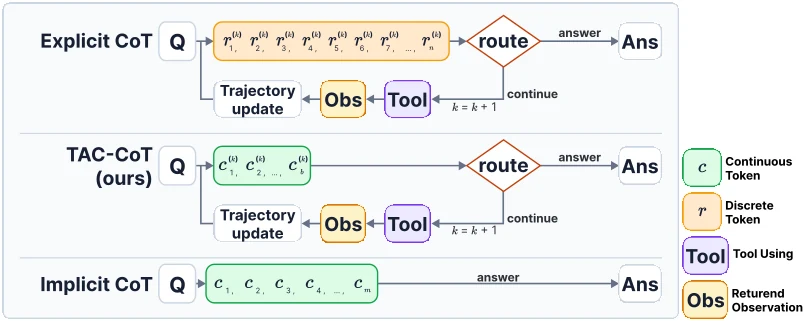 Explicit CoT
Q
r₁⁽ᵏ⁾, r₂⁽ᵏ⁾, r₃⁽ᵏ⁾, r₄⁽ᵏ⁾, r₅⁽ᵏ⁾, r₆⁽ᵏ⁾, r₇⁽ᵏ⁾, ..., rₙ⁽ᵏ⁾
route
answer
Ans
Trajectory
update
Obs
Tool
continue
k = k + 1
TAC-CoT
(ours)
Q
c₁⁽ᵏ⁾, c₂⁽ᵏ⁾, ..., c_b⁽ᵏ⁾
route
answer
Ans
Trajectory
update
Obs
Tool
continue
k = k + 1
Implicit CoT
Q
c₁, c₂, c₃, c₄, ..., cₘ
answer
Ans
c
Continuous
Token
r
Discrete
Token
Tool
Tool Using
Obs
Returend
Observation